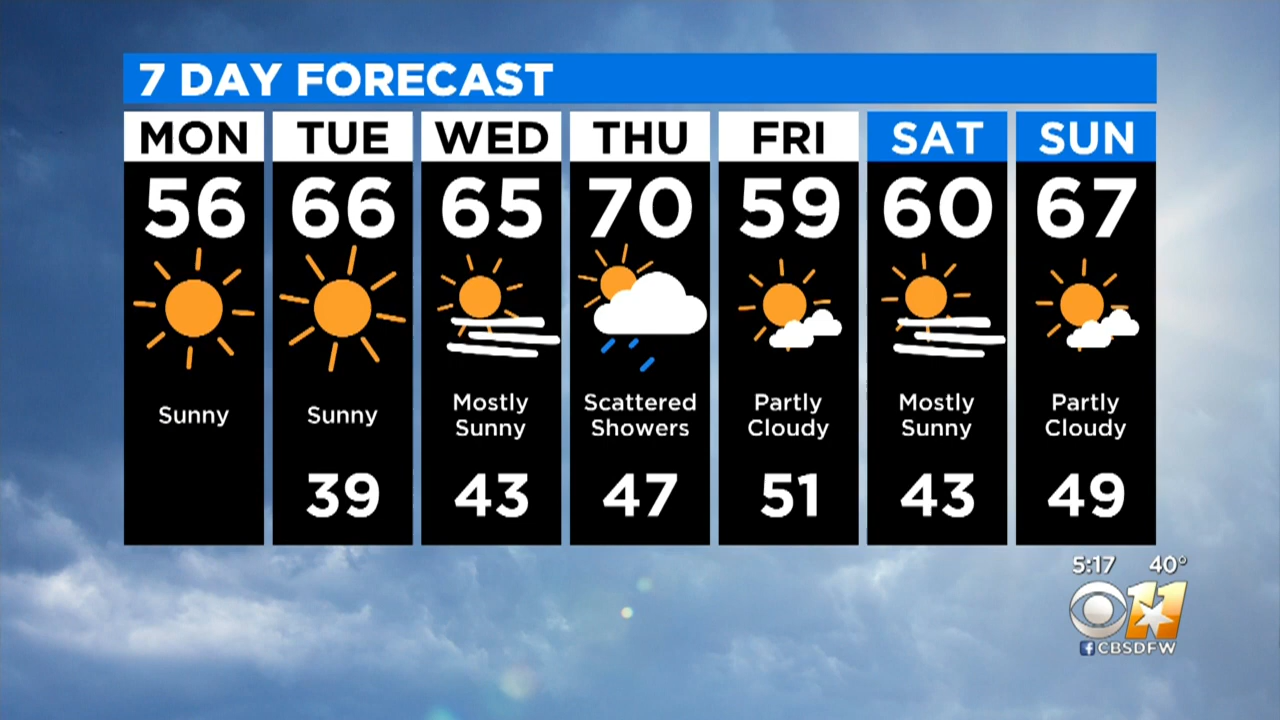 7 DAY FORECAST
MON TUE WED THU FRI SAT SUN
56 66 65 70 59 60 67
Sunny Sunny Mostly Sunny Scattered Showers Partly Cloudy Mostly Sunny Partly Cloudy
39 43 47 51 43 49
5:17 40°
11
f CBSDFW